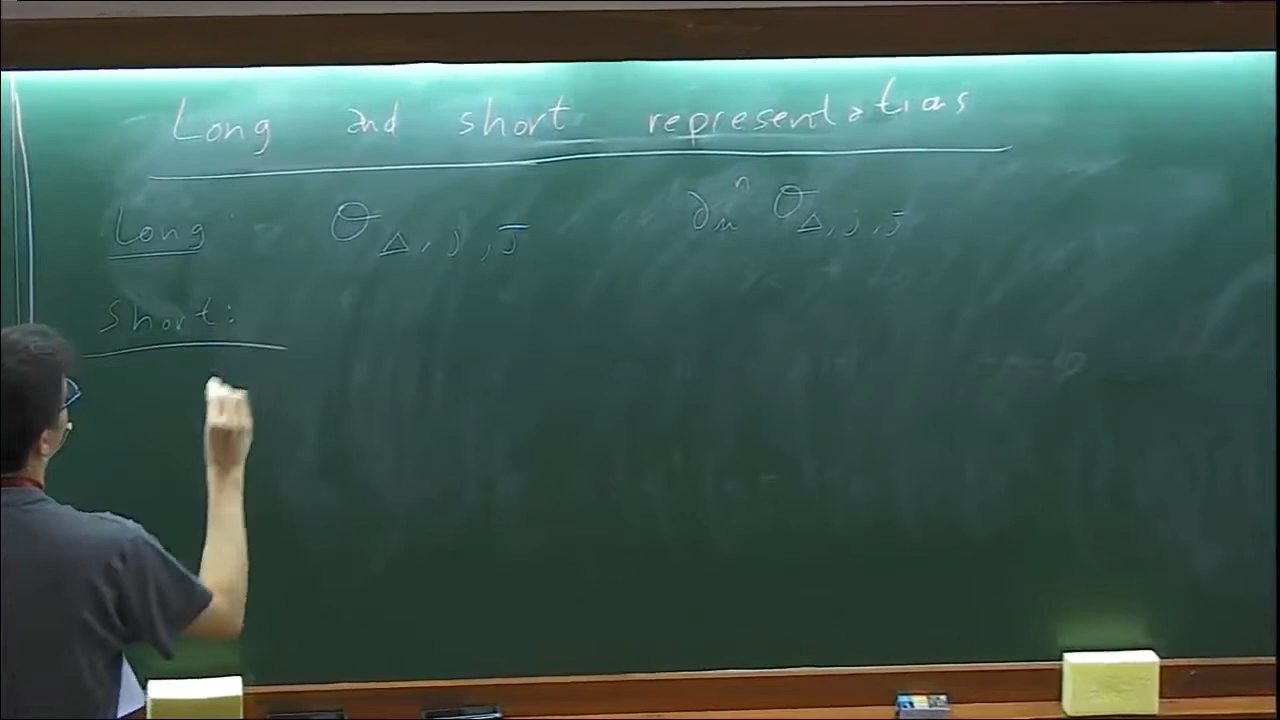 Long and short representations
Long O_{Δ, j, j̄} ∂_μ^n O_{Δ, j, j̄}
Short: